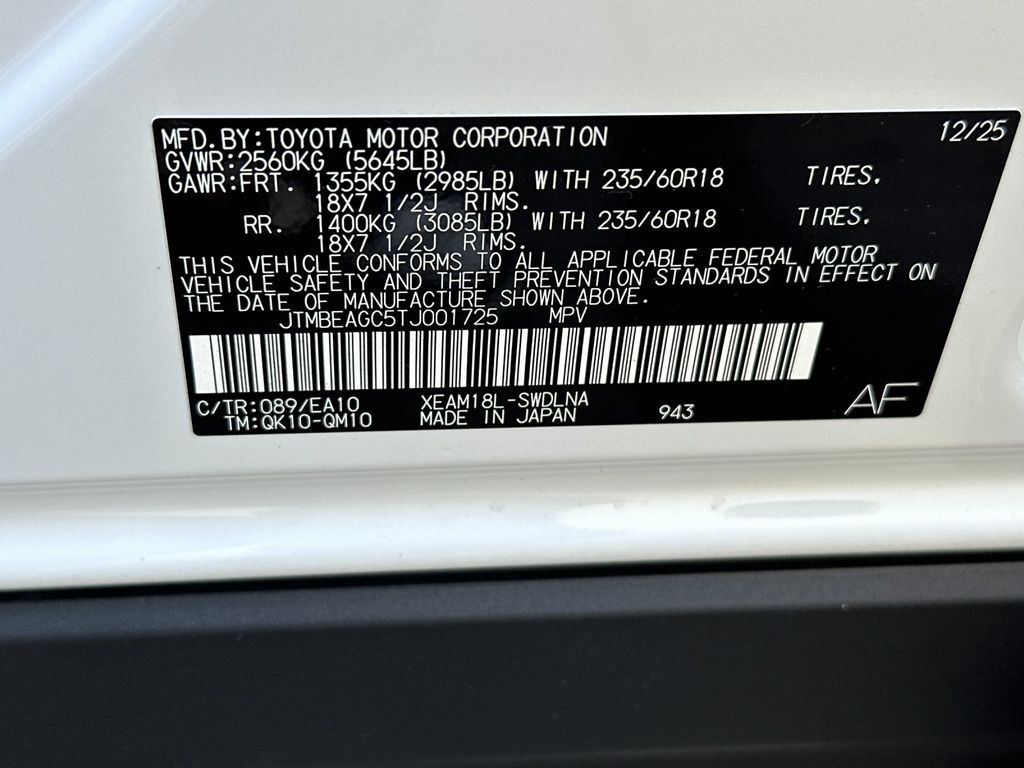 MFD.BY:TOYOTA MOTOR CORPORATION 12/25
GVWR:2560KG (5645LB)
GAWR:FRT. 1355KG (2985LB) WITH 235/60R18 TIRES.
18X7 1/2J RIMS.
RR. 1400KG (3085LB) WITH 235/60R18 TIRES.
18X7 1/2J RIMS.
THIS VEHICLE CONFORMS TO ALL APPLICABLE FEDERAL MOTOR
VEHICLE SAFETY AND THEFT PREVENTION STANDARDS IN EFFECT ON
THE DATE OF MANUFACTURE SHOWN ABOVE.
JTMBEAGC5TJ001725 MPV
C/TR:089/EA10 XEAM18L-SWDLNA
TM:QK10-QM10 MADE IN JAPAN 943 AF